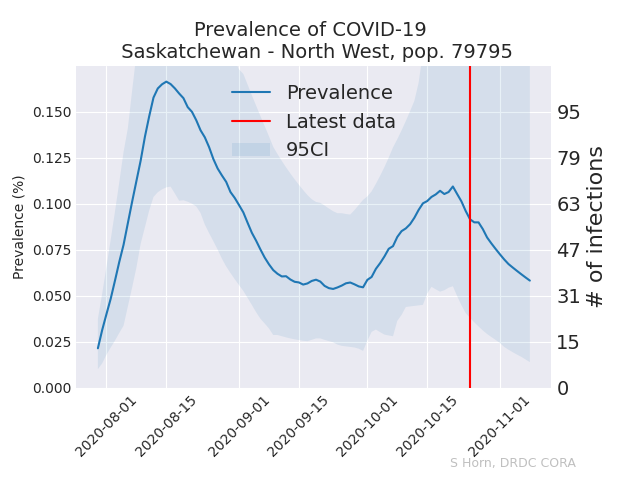 Prevalence of COVID-19
Saskatchewan - North West, pop. 79795
Prevalence
Latest data
95CI
0.150
0.125
0.100
0.075
0.050
0.025
0.000
Prevalence (%)
95
79
63
47
31
15
0
# of infections
2020-08-01
2020-08-15
2020-09-01
2020-09-15
2020-10-01
2020-10-15
2020-11-01
S Horn, DRDC CORA